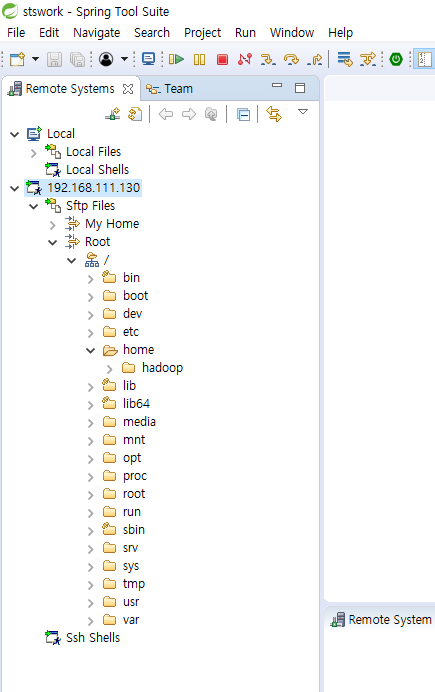 stswork - Spring Tool Suite
File Edit Navigate Search Project Run Window Help
Remote Systems Team
Local
Local Files
Local Shells
192.168.111.130
Sftp Files
My Home
Root
/
bin
boot
dev
etc
home
hadoop
lib
lib64
media
mnt
opt
proc
root
run
sbin
srv
sys
tmp
usr
var
Ssh Shells
Remote System